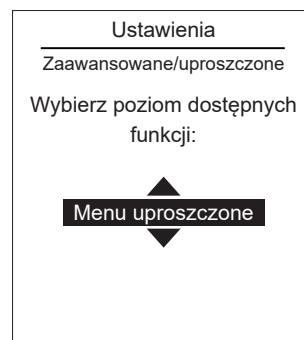 Ustawienia
Zaawansowane/uproszczone
Wybierz poziom dostępnych
funkcji:
Menu uproszczone